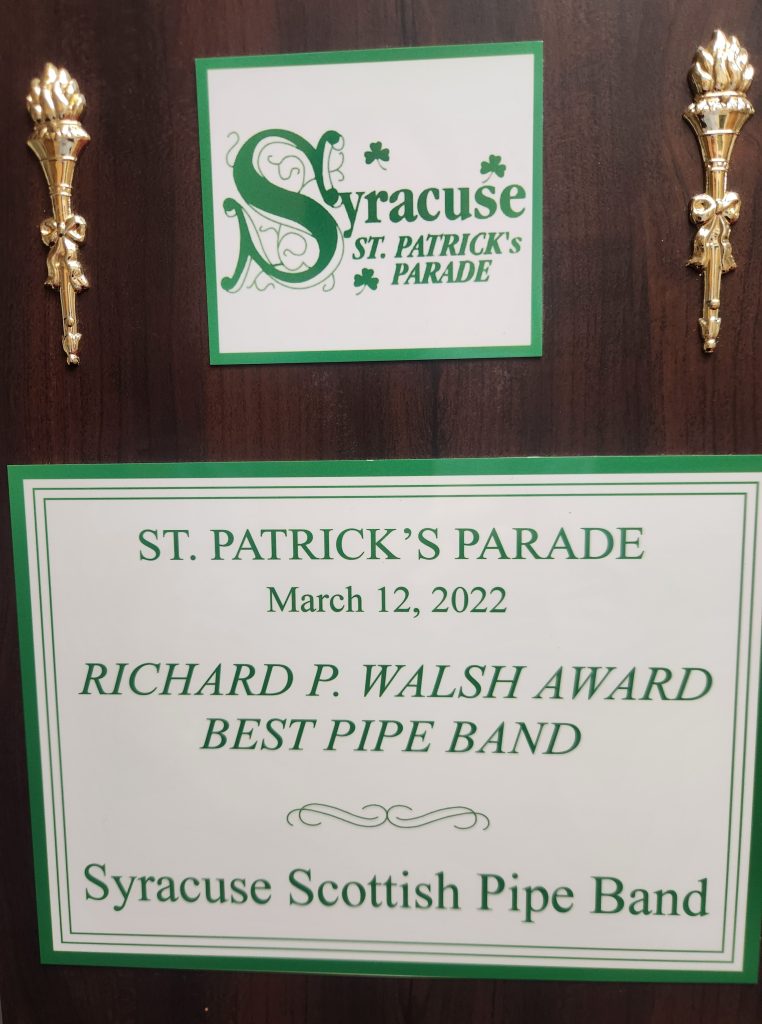 Syracuse
ST. PATRICK's
PARADE
ST. PATRICK'S PARADE
March 12, 2022
RICHARD P. WALSH AWARD
BEST PIPE BAND
Syracuse Scottish Pipe Band